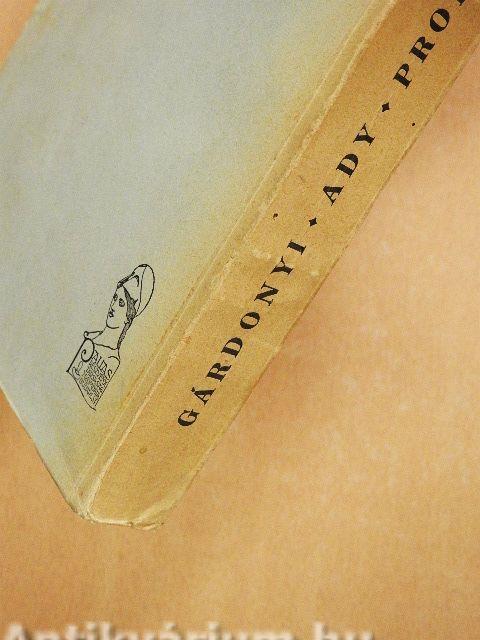 GÁRDONYI ♦ ADY ♦ PRO
Antikvárium.hu